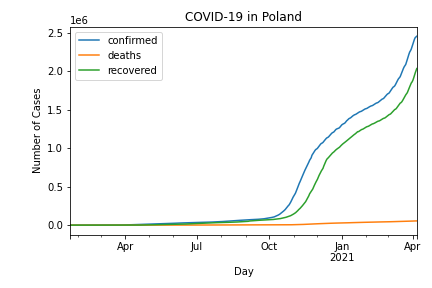 COVID-19 in Poland
1e6
2.5
2.0
1.5
1.0
0.5
0.0
Number of Cases
confirmed
deaths
recovered
Apr
Jul
Oct
Jan
2021
Apr
Day